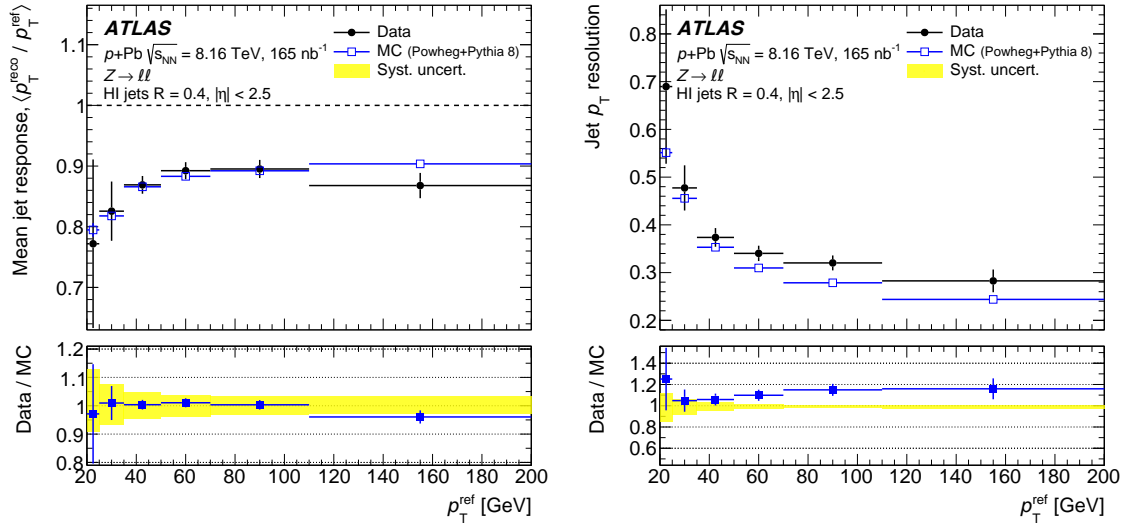 ATLAS
p+Pb √sNN = 8.16 TeV, 165 nb⁻¹
Z → ℓℓ
HI jets R = 0.4, |η| < 2.5
Data
MC (Powheg+Pythia 8)
Syst. uncert.
Mean jet response, ⟨pTreco / pTref⟩
1.1
1
0.9
0.8
0.7
Data / MC
1.2
1.1
1
0.9
0.8
20 40 60 80 100 120 140 160 180 200
pTref [GeV]
ATLAS
p+Pb √sNN = 8.16 TeV, 165 nb⁻¹
Z → ℓℓ
HI jets R = 0.4, |η| < 2.5
Data
MC (Powheg+Pythia 8)
Syst. uncert.
Jet pT resolution
0.8
0.7
0.6
0.5
0.4
0.3
0.2
Data / MC
1.4
1.2
1
0.8
0.6
20 40 60 80 100 120 140 160 180 200
pTref [GeV]